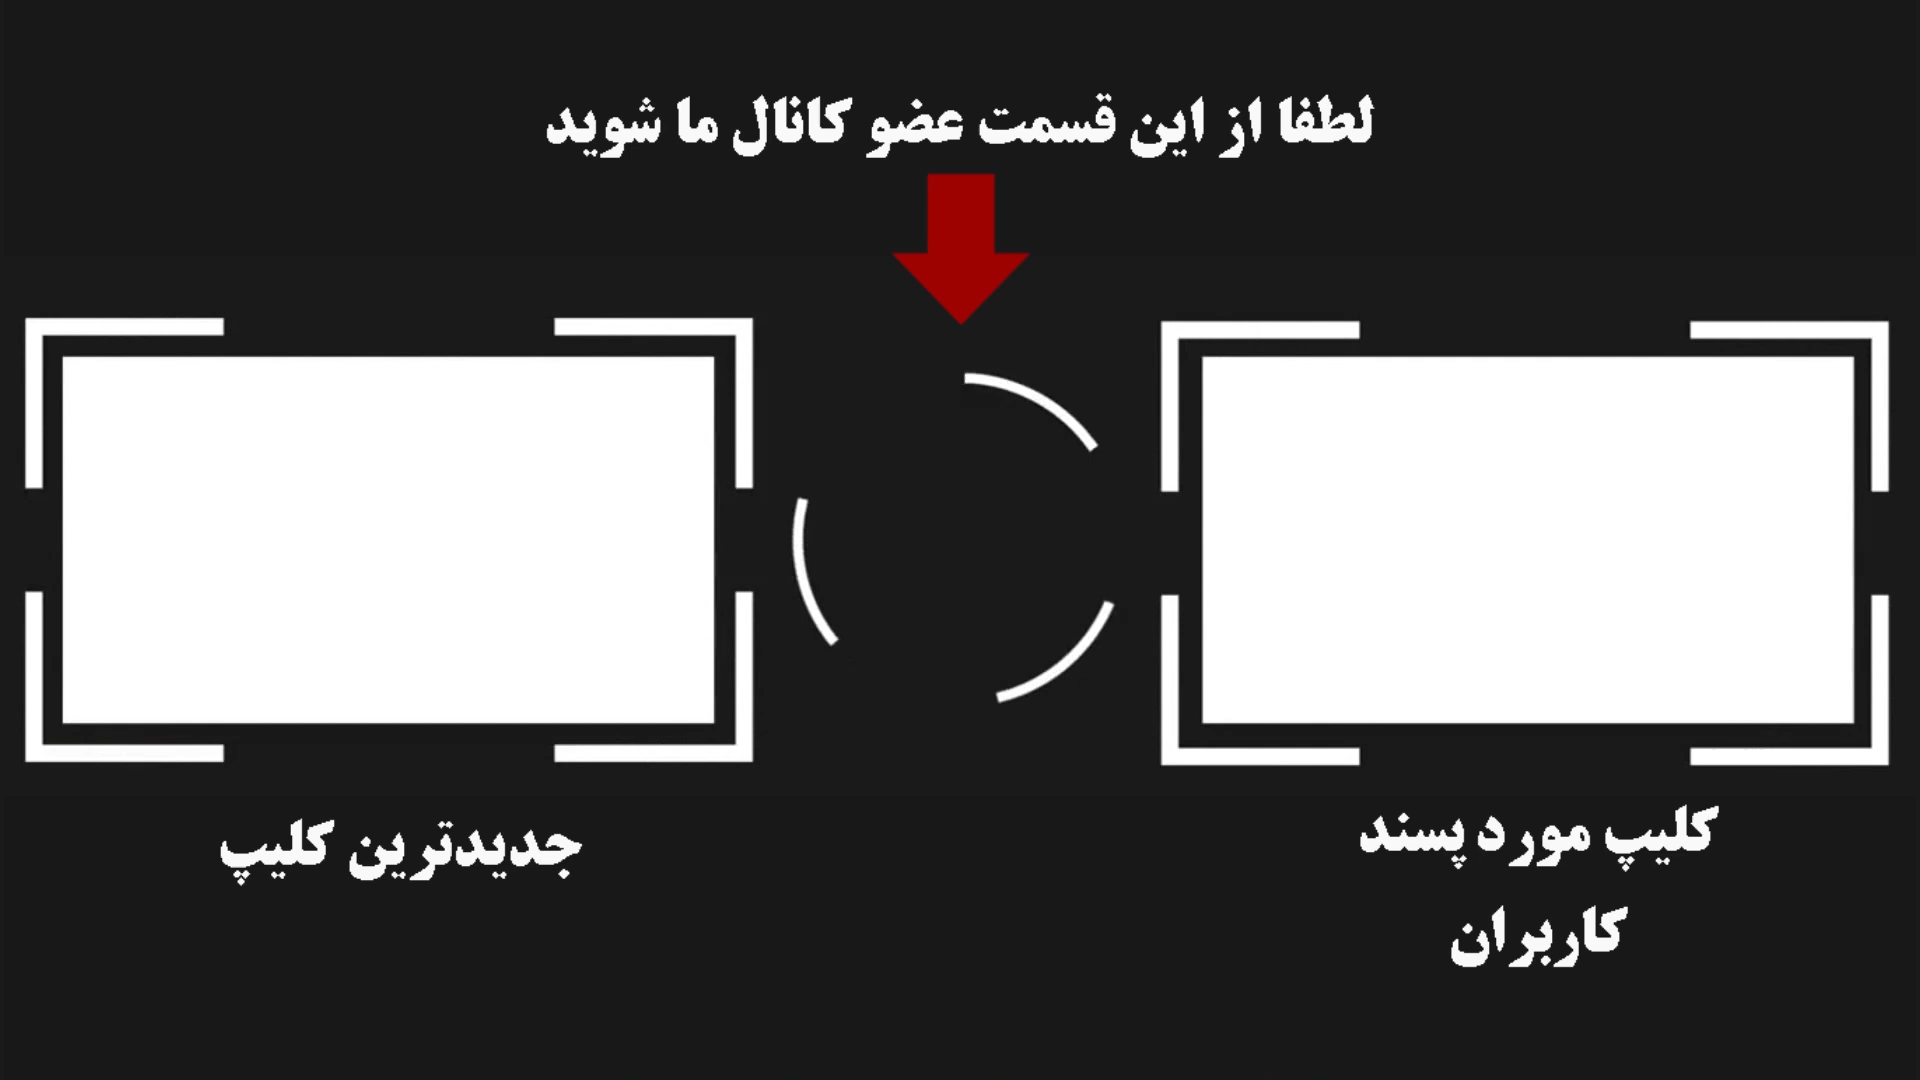 لطفا از این قسمت عضو کانال ما شوید
کلیپ مورد پسند
کاربران
جدیدترین کلیپ